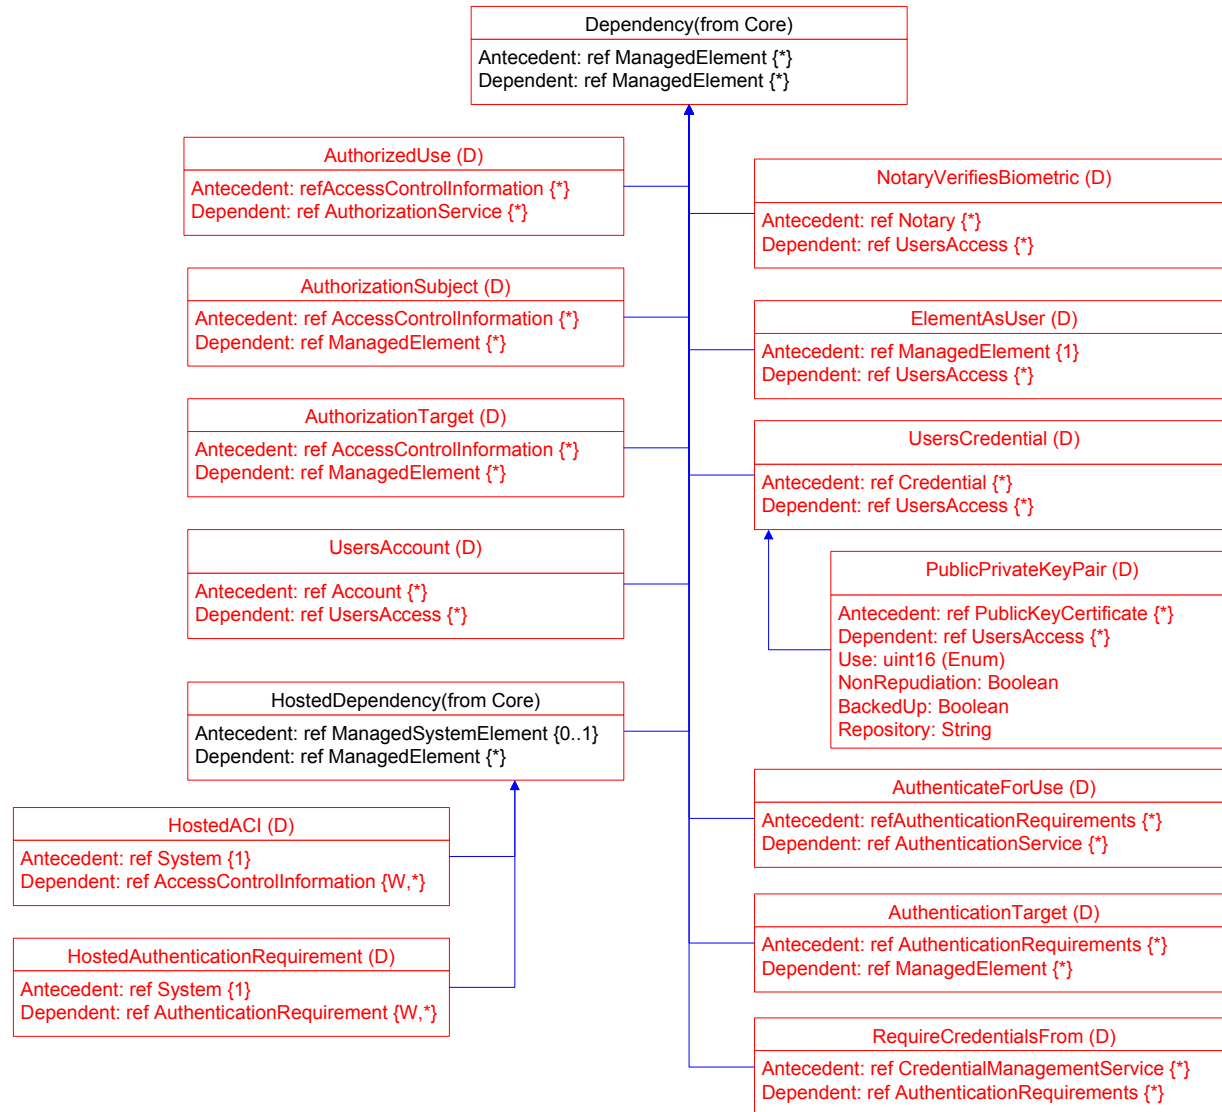 Dependency(from Core)
Antecedent: ref ManagedElement {*}
Dependent: ref ManagedElement {*}
AuthorizedUse (D)
Antecedent: refAccessControlInformation {*}
Dependent: ref AuthorizationService {*}
AuthorizationSubject (D)
Antecedent: ref AccessControlInformation {*}
Dependent: ref ManagedElement {*}
AuthorizationTarget (D)
Antecedent: ref AccessControlInformation {*}
Dependent: ref ManagedElement {*}
UsersAccount (D)
Antecedent: ref Account {*}
Dependent: ref UsersAccess {*}
HostedDependency(from Core)
Antecedent: ref ManagedSystemElement {0..1}
Dependent: ref ManagedElement {*}
HostedACI (D)
Antecedent: ref System {1}
Dependent: ref AccessControlInformation {W,*}
HostedAuthenticationRequirement (D)
Antecedent: ref System {1}
Dependent: ref AuthenticationRequirement {W,*}
NotaryVerifiesBiometric (D)
Antecedent: ref Notary {*}
Dependent: ref UsersAccess {*}
ElementAsUser (D)
Antecedent: ref ManagedElement {1}
Dependent: ref UsersAccess {*}
UsersCredential (D)
Antecedent: ref Credential {*}
Dependent: ref UsersAccess {*}
PublicPrivateKeyPair (D)
Antecedent: ref PublicKeyCertificate {*}
Dependent: ref UsersAccess {*}
Use: uint16 (Enum)
NonRepudiation: Boolean
BackedUp: Boolean
Repository: String
AuthenticateForUse (D)
Antecedent: refAuthenticationRequirements {*}
Dependent: ref AuthenticationService {*}
AuthenticationTarget (D)
Antecedent: ref AuthenticationRequirements {*}
Dependent: ref ManagedElement {*}
RequireCredentialsFrom (D)
Antecedent: ref CredentialManagementService {*}
Dependent: ref AuthenticationRequirements {*}